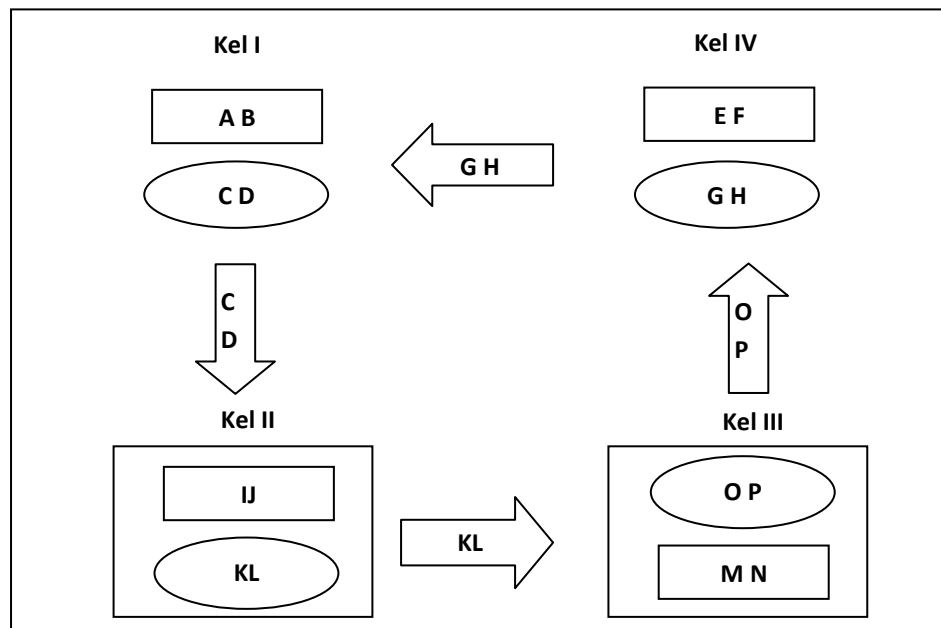 Kel I
Kel IV
A B
E F
G H
C D
G H
C
D
O
P
Kel II
Kel III
IJ
O P
KL
KL
M N